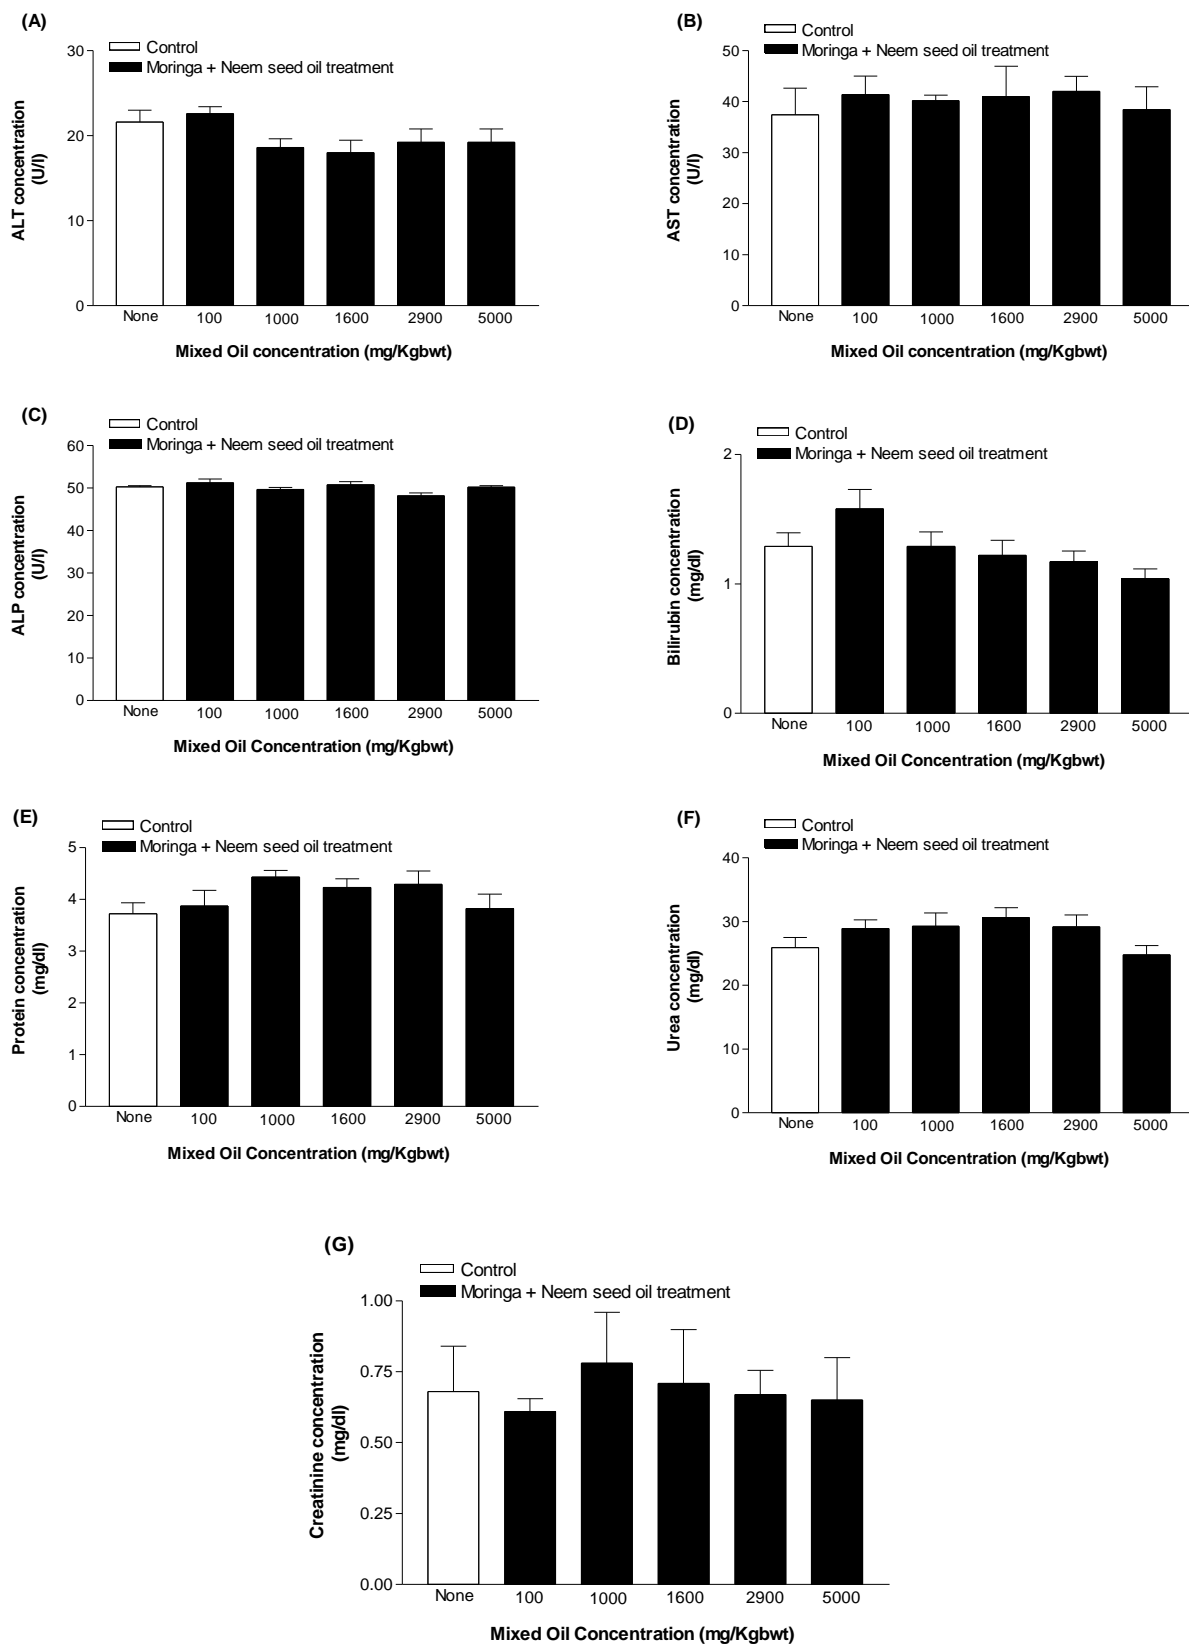 (A)
Control
Moringa + Neem seed oil treatment
30
20
10
0
ALT concentration
(U/l)
None 100 1000 1600 2900 5000
Mixed Oil concentration (mg/Kgbwt)
(B)
Control
Moringa + Neem seed oil treatment
50
40
30
20
10
0
AST concentration
(U/l)
None 100 1000 1600 2900 5000
Mixed Oil concentration (mg/Kgbwt)
(C)
Control
Moringa + Neem seed oil treatment
60
50
40
30
20
10
0
ALP concentration
(U/l)
None 100 1000 1600 2900 5000
Mixed Oil Concentration (mg/Kgbwt)
(D)
Control
Moringa + Neem seed oil treatment
2
1
0
Bilirubin concentration
(mg/dl)
None 100 1000 1600 2900 5000
Mixed Oil Concentration (mg/Kgbwt)
(E)
Control
Moringa + Neem seed oil treatment
5
4
3
2
1
0
Protein concentration
(mg/dl)
None 100 1000 1600 2900 5000
Mixed Oil Concentration (mg/Kgbwt)
(F)
Control
Moringa + Neem seed oil treatment
40
30
20
10
0
Urea concentration
(mg/dl)
None 100 1000 1600 2900 5000
Mixed Oil Concentration (mg/Kgbwt)
(G)
Control
Moringa + Neem seed oil treatment
1.00
0.75
0.50
0.25
0.00
Creatinine concentration
(mg/dl)
None 100 1000 1600 2900 5000
Mixed Oil Concentration (mg/Kgbwt)